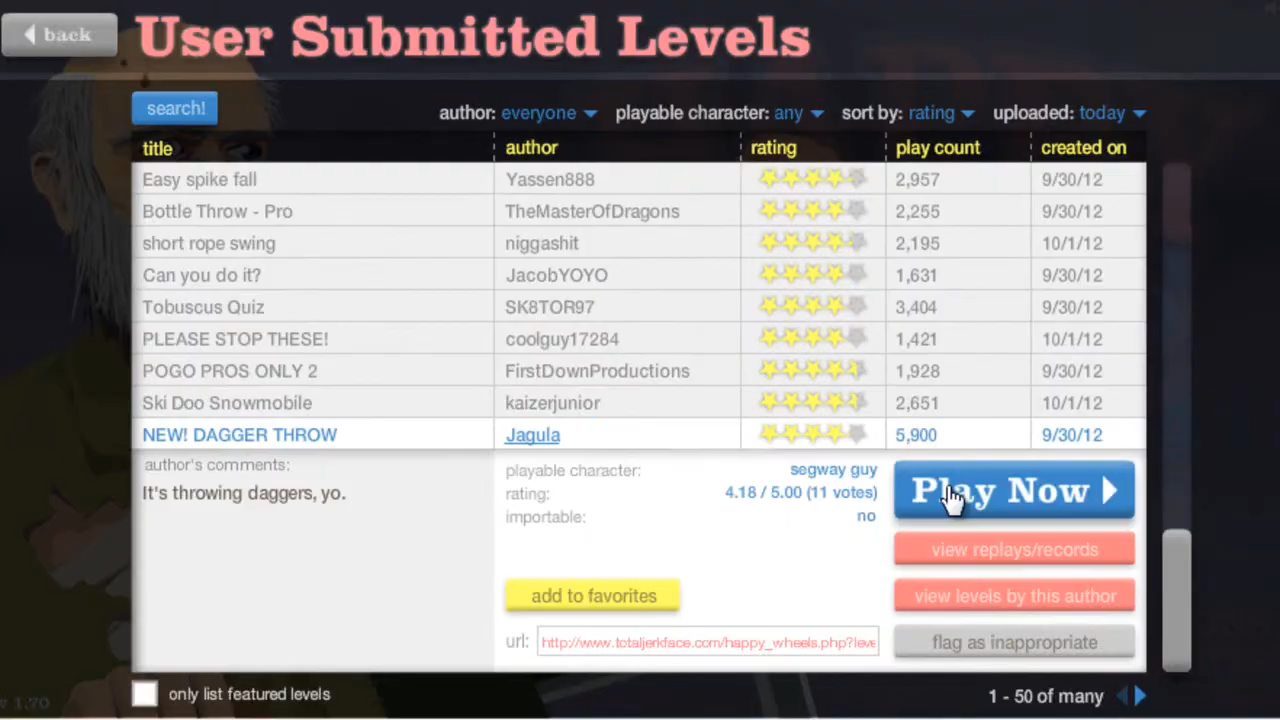 back
User Submitted Levels
search!
author: everyone playable character: any sort by: rating uploaded: today
title author rating play count created on
Easy spike fall Yassen888 2,957 9/30/12
Bottle Throw - Pro TheMasterOfDragons 2,255 9/30/12
short rope swing niggashit 2,195 10/1/12
Can you do it? JacobYOYO 1,631 9/30/12
Tobuscus Quiz SK8TOR97 3,404 9/30/12
PLEASE STOP THESE! coolguy17284 1,421 10/1/12
POGO PROS ONLY 2 FirstDownProductions 1,928 9/30/12
Ski Doo Snowmobile kaizerjunior 2,651 10/1/12
NEW! DAGGER THROW Jagula 5,900 9/30/12
author's comments:
It's throwing daggers, yo.
playable character: segway guy
rating: 4.18 / 5.00 (11 votes)
importable: no
add to favorites
url: http://www.totaljerkface.com/happy_wheels.php?leve
Play Now
view replays/records
view levels by this author
flag as inappropriate
only list featured levels
1 - 50 of many
v 1.70